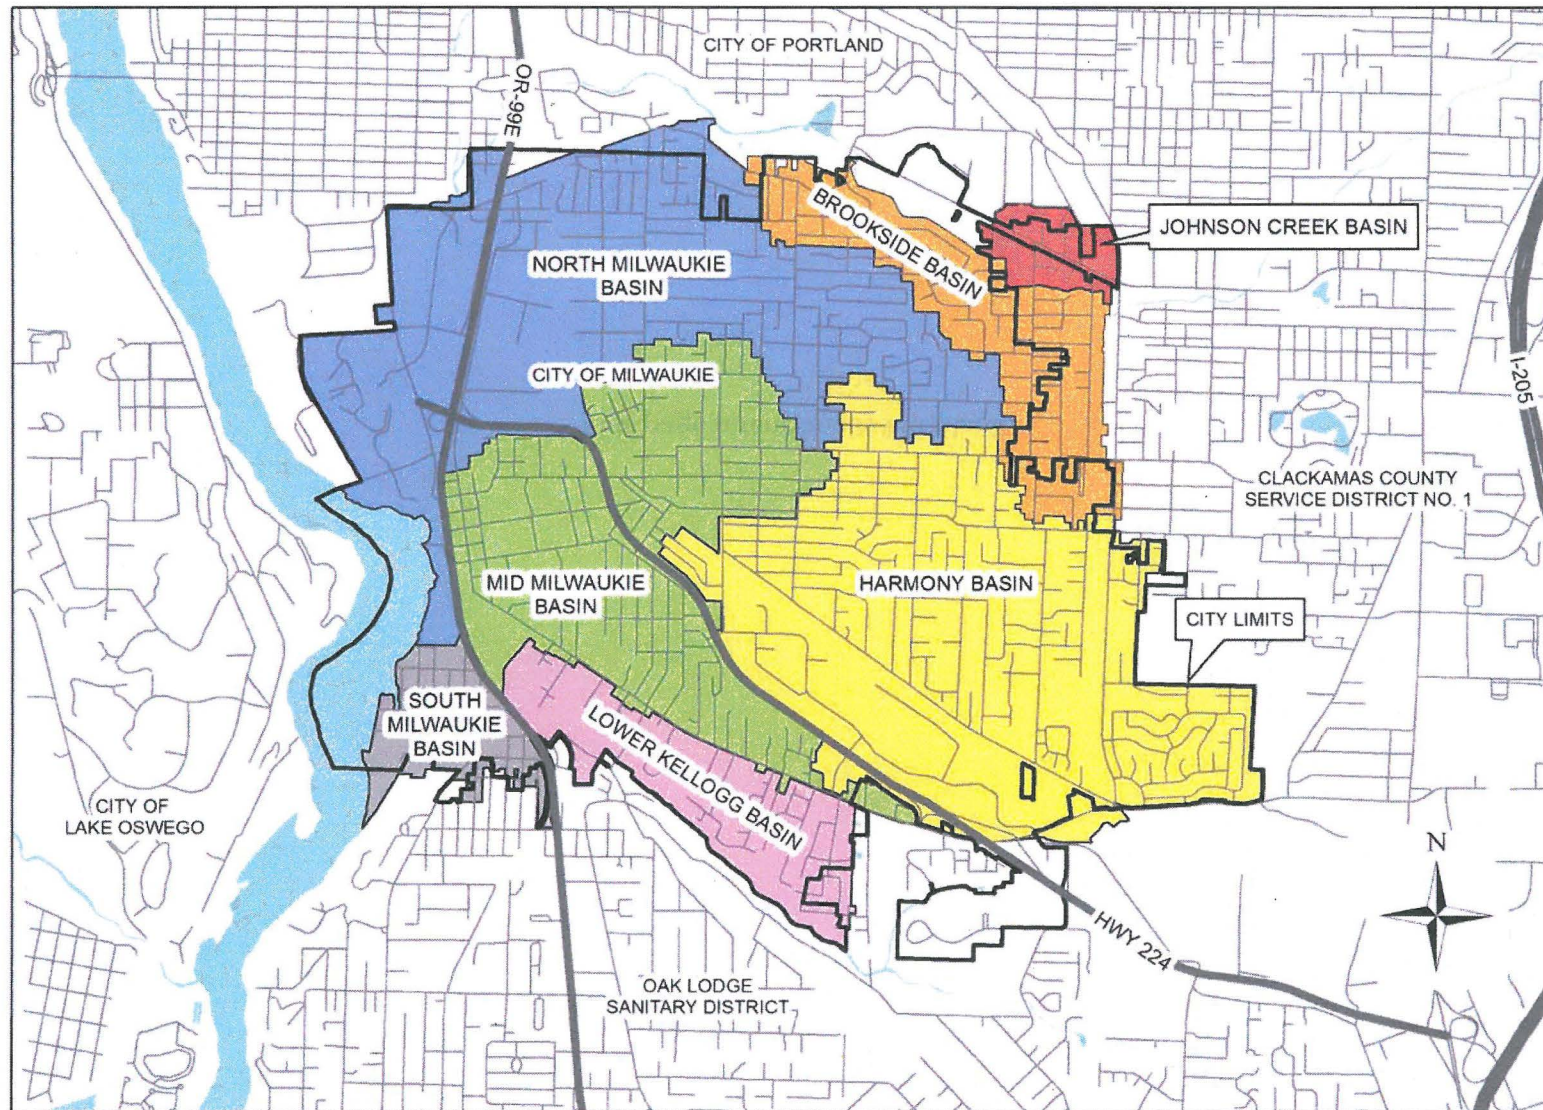 CITY OF PORTLAND
OR-99E
BROOKSIDE BASIN
JOHNSON CREEK BASIN
NORTH MILWAUKIE
BASIN
CITY OF MILWAUKIE
I-205
CLACKAMAS COUNTY
SERVICE DISTRICT NO. 1
MID MILWAUKIE
BASIN
HARMONY BASIN
CITY LIMITS
SOUTH
MILWAUKIE
BASIN
LOWER KELLOGG BASIN
CITY OF
LAKE OSWEGO
N
HWY 224
OAK LODGE
SANITARY DISTRICT